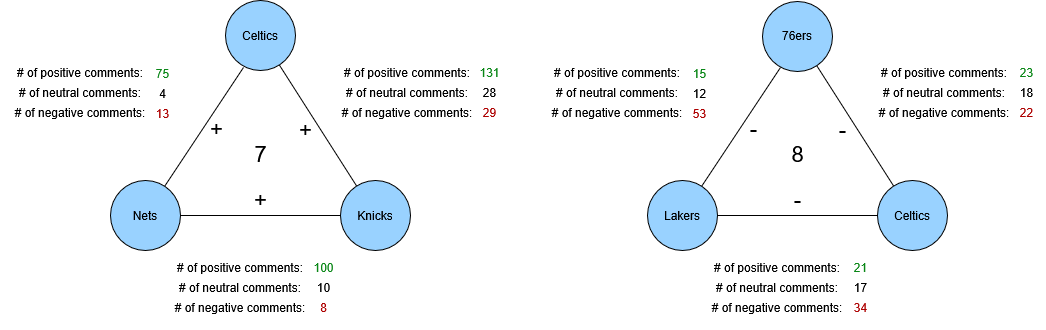 Celtics
# of positive comments: 75
# of neutral comments: 4
# of negative comments: 13
# of positive comments: 131
# of neutral comments: 28
# of negative comments: 29
+
+
7
+
Nets
Knicks
# of positive comments: 100
# of neutral comments: 10
# of negative comments: 8
76ers
# of positive comments: 15
# of neutral comments: 12
# of negative comments: 53
# of positive comments: 23
# of neutral comments: 18
# of negative comments: 22
-
-
8
-
Lakers
Celtics
# of positive comments: 21
# of neutral comments: 17
# of negative comments: 34